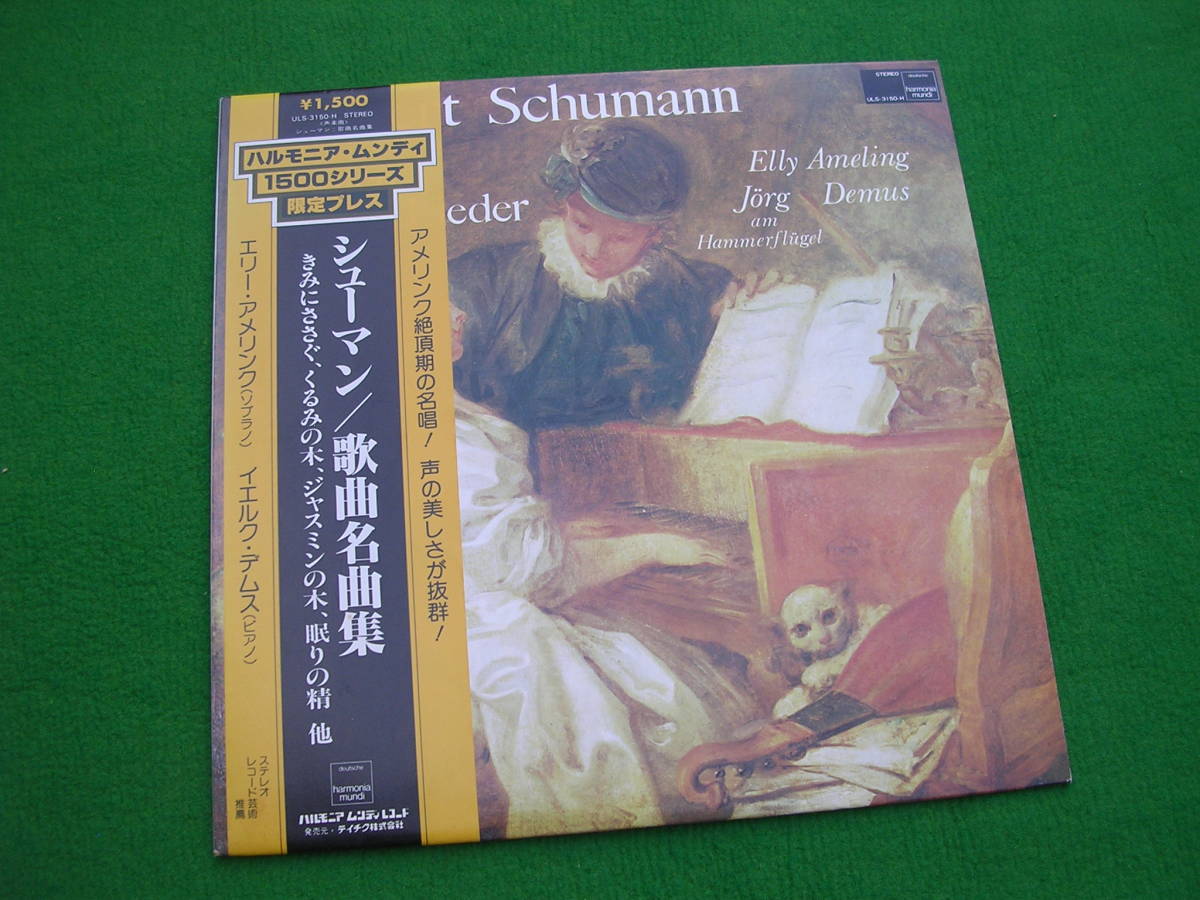 ¥1,500
ULS-3150-H STEREO
(声楽曲)
シューマン:歌曲名曲集
ハルモニア・ムンディ
1500シリーズ
限定プレス
アメリンク絶頂期の名唱! 声の美しさが抜群!
シューマン/歌曲名曲集
きみにささぐ、くるみの木、ジャスミンの木、眠りの精 他
エリー・アメリンク(ソプラノ) イエルク・デムス(ピアノ)
ステレオ
レコード芸術
推薦
deutsche
harmonia
mundi
ハルモニア ムンディ レコード
発売元・テイチク株式会社
t Schumann
eder
Elly Ameling
Jörg Demus
am
Hammerflügel
STEREO
ULS-3150-H
deutsche
harmonia
mundi